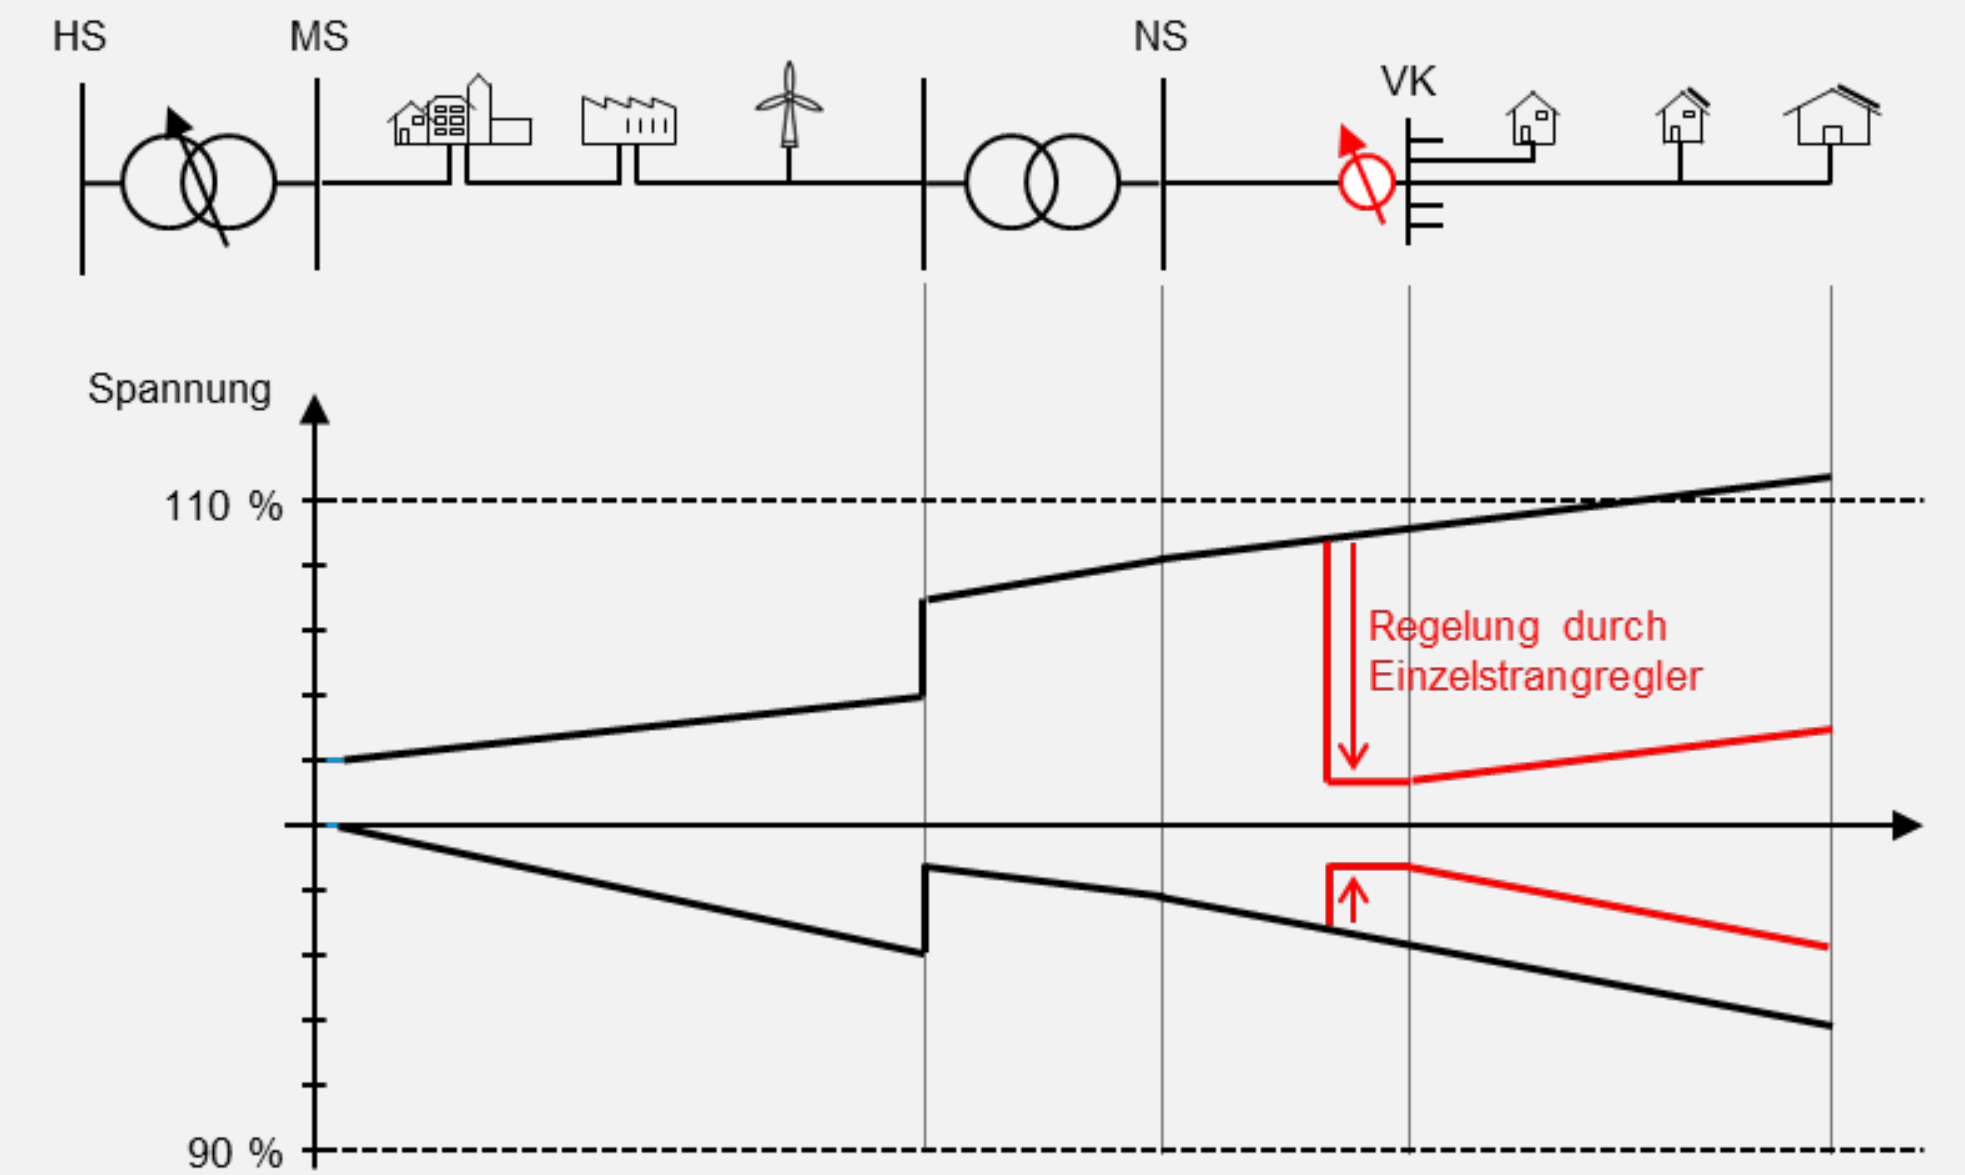 HS
MS
NS
VK
Spannung
110 %
Regelung durch
Einzelstrangregler
90 %